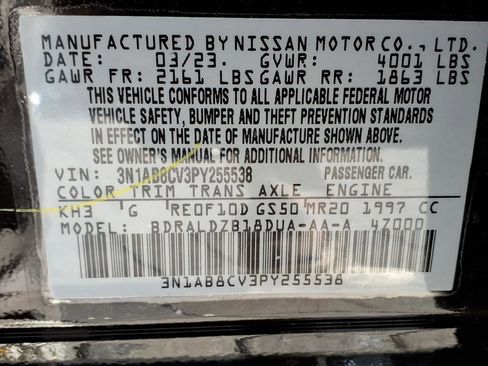 MANUFACTURED BY NISSAN MOTOR CO., LTD.
DATE: 03/23. GVWR: 4001 LBS
GAWR FR: 2161 LBS GAWR RR: 1863 LBS
THIS VEHICLE CONFORMS TO ALL APPLICABLE FEDERAL MOTOR
VEHICLE SAFETY, BUMPER AND THEFT PREVENTION STANDARDS
IN EFFECT ON THE DATE OF MANUFACTURE SHOWN ABOVE.
SEE OWNER'S MANUAL FOR ADDITIONAL INFORMATION.
VIN: 3N1AB8CV3PY255538 PASSENGER CAR.
COLOR TRIM TRANS AXLE ENGINE
KH3 G RE0F10D GS50 MR20 1997 CC
MODEL: BDRALDZB18DUA-AA-A 4Z000
3N1AB8CV3PY255538